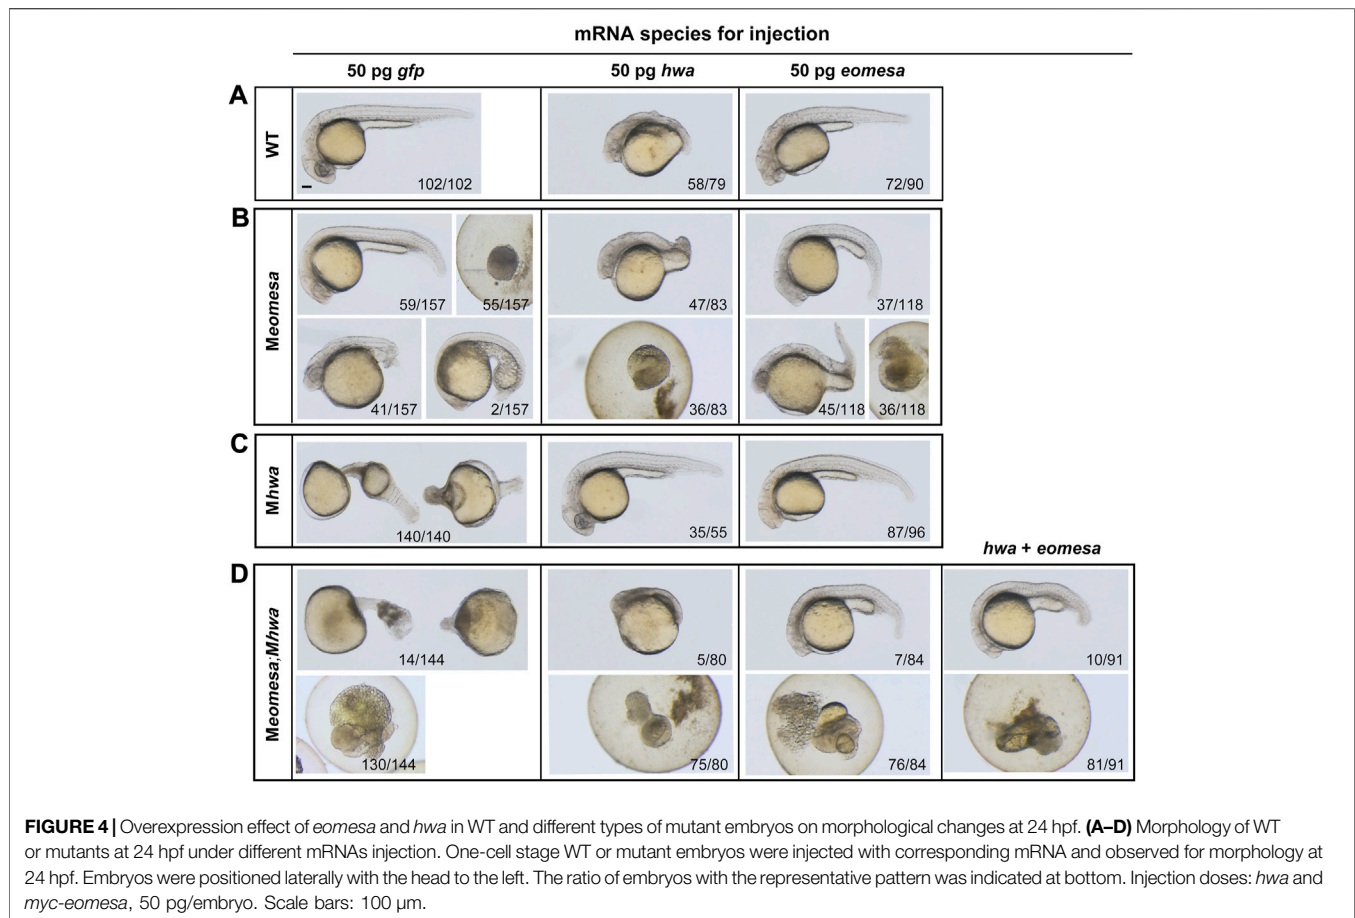 mRNA species for injection
50 pg gfp
50 pg hwa
50 pg eomesa
A
WT
102/102
58/79
72/90
B
Meomesa
59/157
55/157
47/83
37/118
41/157
2/157
36/83
45/118
36/118
C
Mhwa
140/140
35/55
87/96
hwa + eomesa
D
Meomesa;Mhwa
14/144
5/80
7/84
10/91
130/144
75/80
76/84
81/91
FIGURE 4 | Overexpression effect of eomesa and hwa in WT and different types of mutant embryos on morphological changes at 24 hpf. (A–D) Morphology of WT
or mutants at 24 hpf under different mRNAs injection. One-cell stage WT or mutant embryos were injected with corresponding mRNA and observed for morphology at
24 hpf. Embryos were positioned laterally with the head to the left. The ratio of embryos with the representative pattern was indicated at bottom. Injection doses: hwa and
myc-eomesa, 50 pg/embryo. Scale bars: 100 μm.